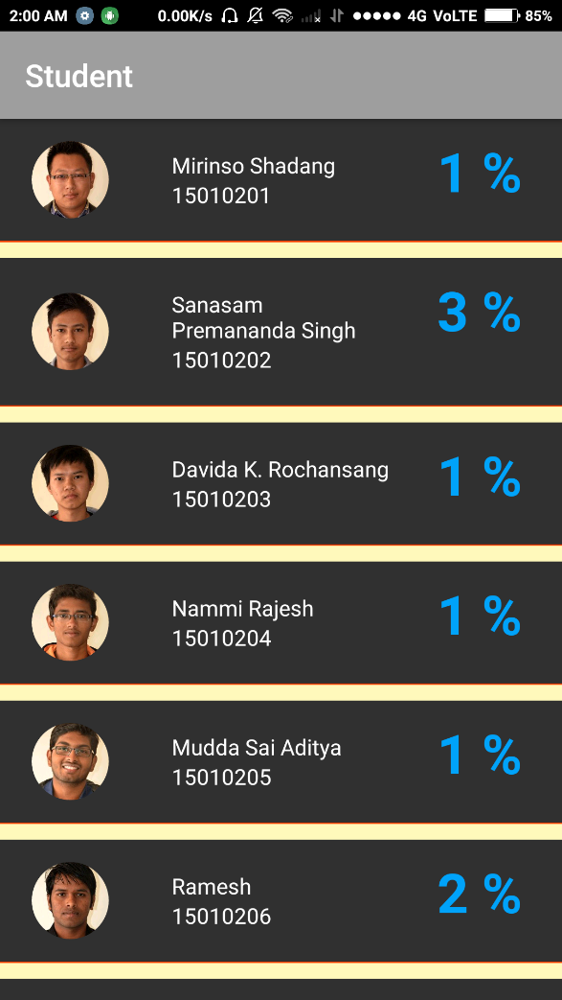 2:00 AM 0.00K/s 4G VoLTE 85%
Student
Mirinso Shadang
15010201
1 %
Sanasam
Premananda Singh
15010202
3 %
Davida K. Rochansang
15010203
1 %
Nammi Rajesh
15010204
1 %
Mudda Sai Aditya
15010205
1 %
Ramesh
15010206
2 %